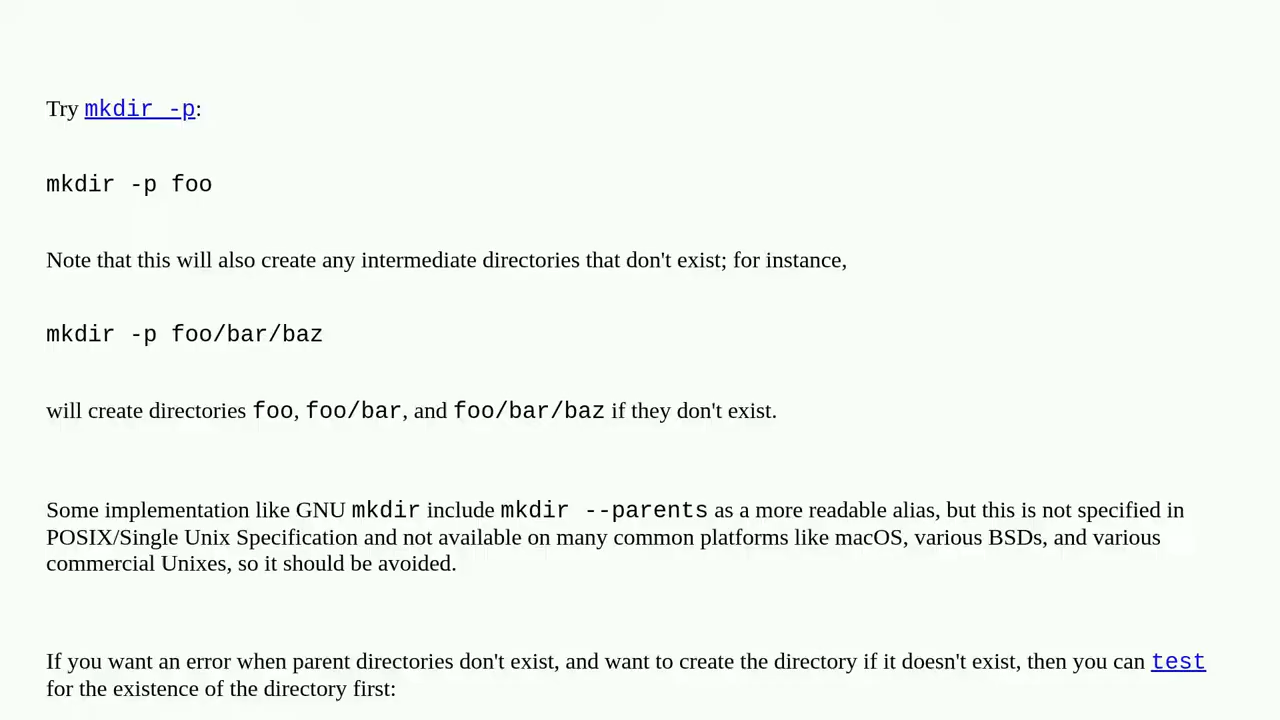 Try mkdir -p:
mkdir -p foo
Note that this will also create any intermediate directories that don't exist; for instance,
mkdir -p foo/bar/baz
will create directories foo, foo/bar, and foo/bar/baz if they don't exist.
Some implementation like GNU mkdir include mkdir --parents as a more readable alias, but this is not specified in
POSIX/Single Unix Specification and not available on many common platforms like macOS, various BSDs, and various
commercial Unixes, so it should be avoided.
If you want an error when parent directories don't exist, and want to create the directory if it doesn't exist, then you can test
for the existence of the directory first: